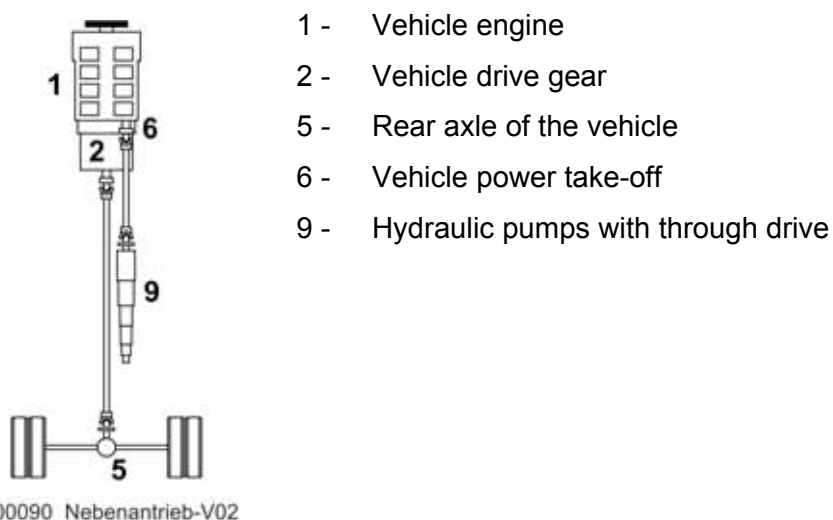 1 - Vehicle engine
2 - Vehicle drive gear
5 - Rear axle of the vehicle
6 - Vehicle power take-off
9 - Hydraulic pumps with through drive
1
6
2
9
5
00090 Nebenantrieb-V02